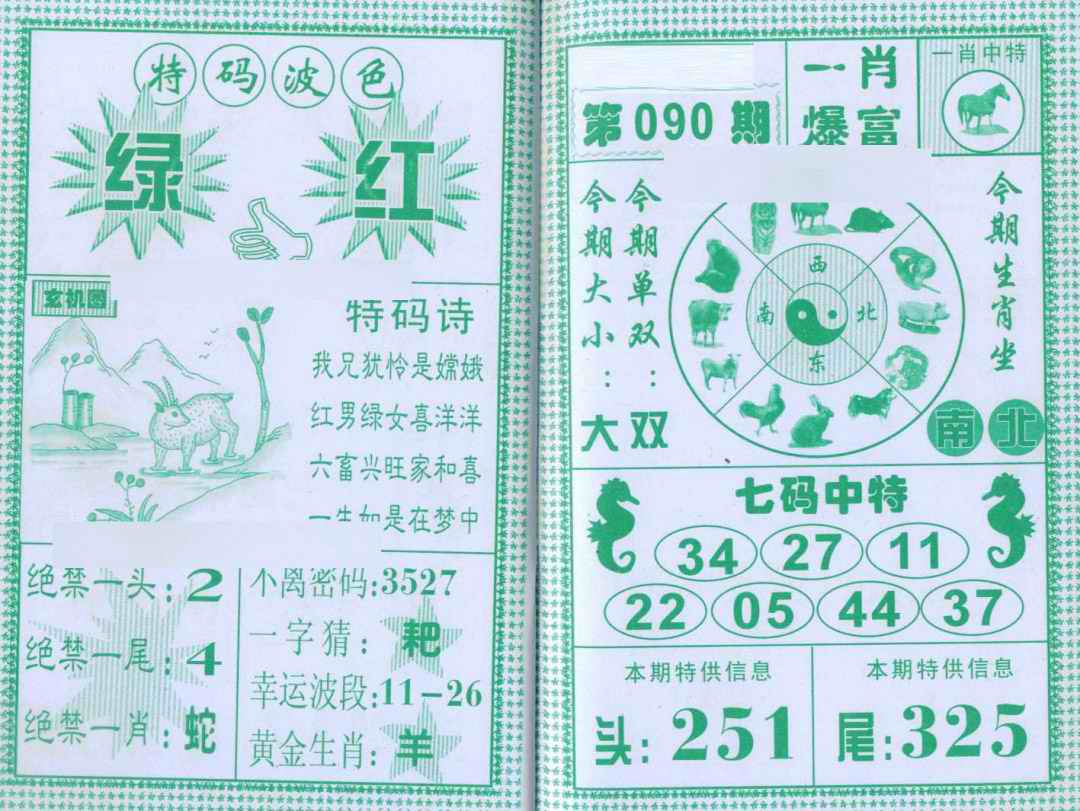 特码波色
绿 红
玄机图
特码诗
我兄犹怜是嫦娥
红男绿女喜洋洋
六畜兴旺家和喜
一生如是在梦中
绝禁一头:2
绝禁一尾:4
绝禁一肖:蛇
不离密码:3527
一字猜:耙
幸运波段:11-26
黄金生肖:羊
第090期
一肖
爆富
一肖中特
今期大小:大
今期单双:双
西
南 北
东
今期生肖坐
南北
七码中特
34 27 11
22 05 44 37
本期特供信息
头:251
本期特供信息
尾:325